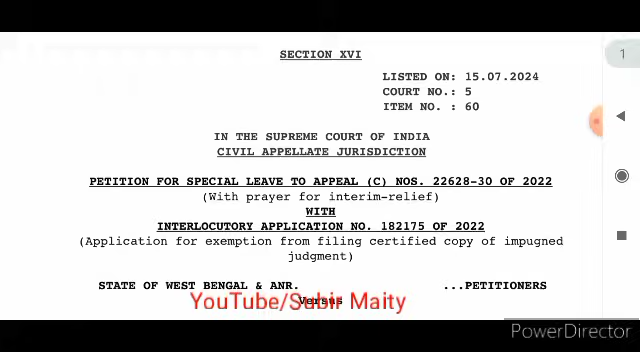 SECTION XVI
1
LISTED ON: 15.07.2024
COURT NO.: 5
ITEM NO. : 60
IN THE SUPREME COURT OF INDIA
CIVIL APPELLATE JURISDICTION
PETITION FOR SPECIAL LEAVE TO APPEAL (C) NOS. 22628-30 OF 2022
(With prayer for interim-relief)
WITH
INTERLOCUTORY APPLICATION NO. 182175 OF 2022
(Application for exemption from filing certified copy of impugned
judgment)
STATE OF WEST BENGAL & ANR. ...PETITIONERS
Versus
YouTube/Subir Maity
PowerDirector